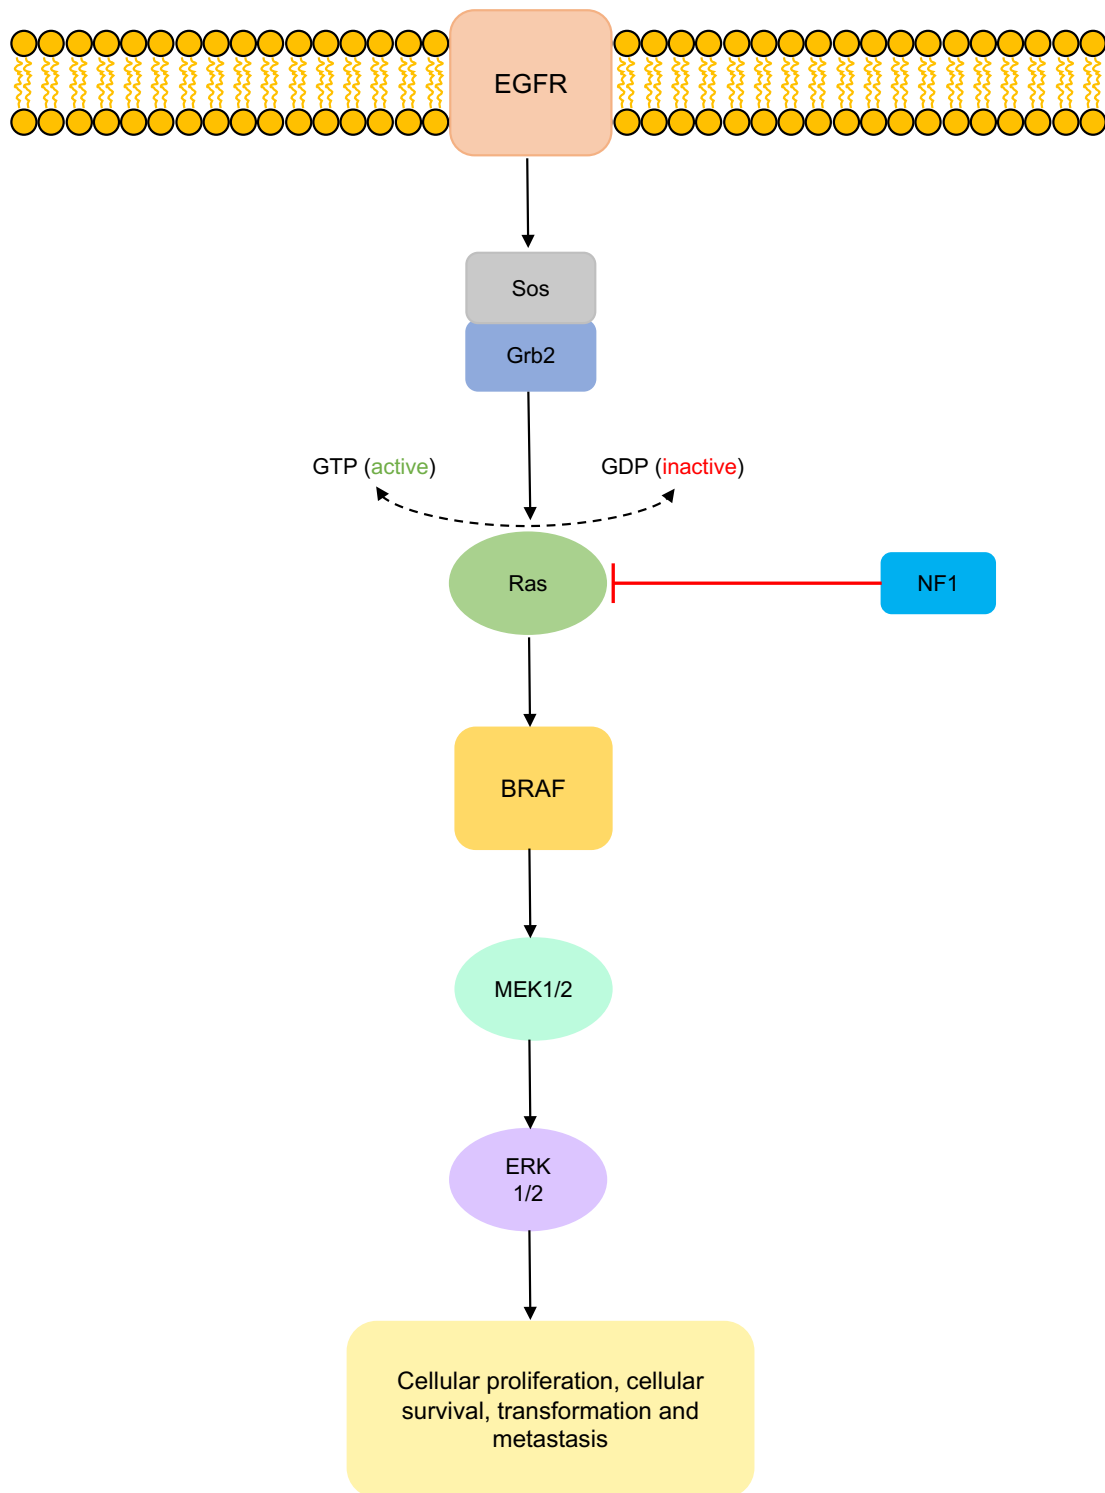 EGFR
Sos
Grb2
GTP (active)
GDP (inactive)
Ras
NF1
BRAF
MEK1/2
ERK
1/2
Cellular proliferation, cellular
survival, transformation and
metastasis